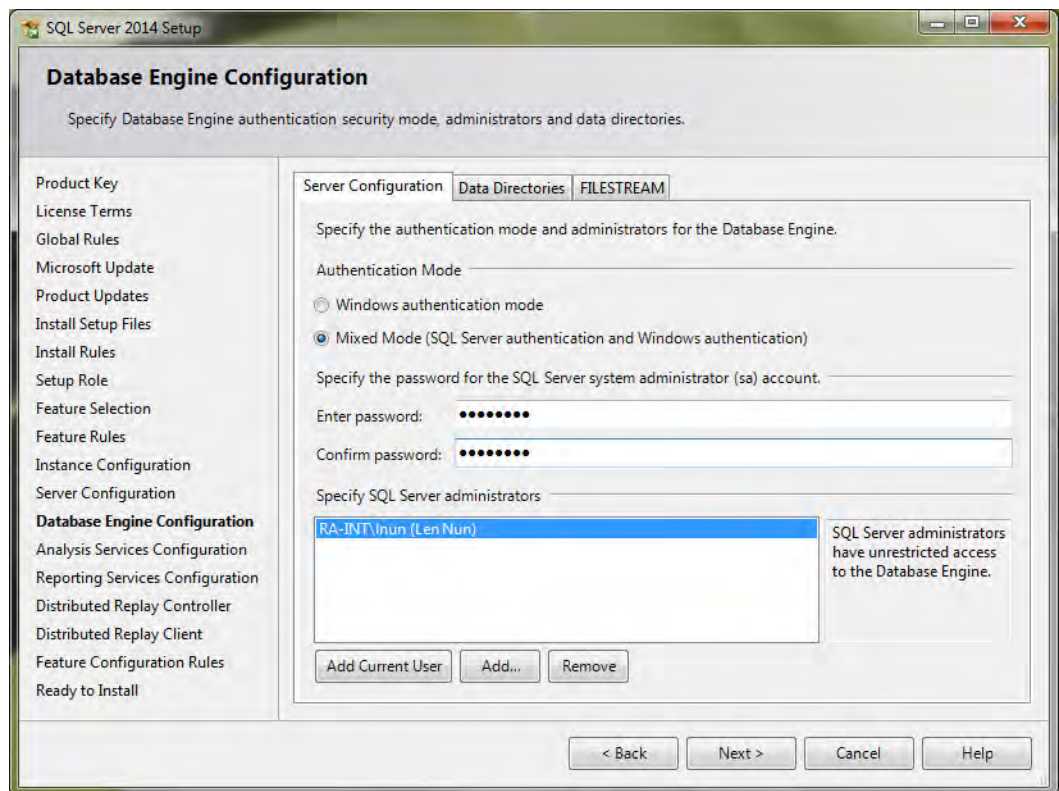 SQL Server 2014 Setup
Database Engine Configuration
Specify Database Engine authentication security mode, administrators and data directories.
Product Key
License Terms
Global Rules
Microsoft Update
Product Updates
Install Setup Files
Install Rules
Setup Role
Feature Selection
Feature Rules
Instance Configuration
Server Configuration
Database Engine Configuration
Analysis Services Configuration
Reporting Services Configuration
Distributed Replay Controller
Distributed Replay Client
Feature Configuration Rules
Ready to Install
Server Configuration
Data Directories
FILESTREAM
Specify the authentication mode and administrators for the Database Engine.
Authentication Mode
Windows authentication mode
Mixed Mode (SQL Server authentication and Windows authentication)
Specify the password for the SQL Server system administrator (sa) account.
Enter password: ●●●●●●●●
Confirm password: ●●●●●●●●
Specify SQL Server administrators
RA-INT\lnun (Len Nun)
SQL Server administrators
have unrestricted access
to the Database Engine.
Add Current User
Add...
Remove
< Back
Next >
Cancel
Help